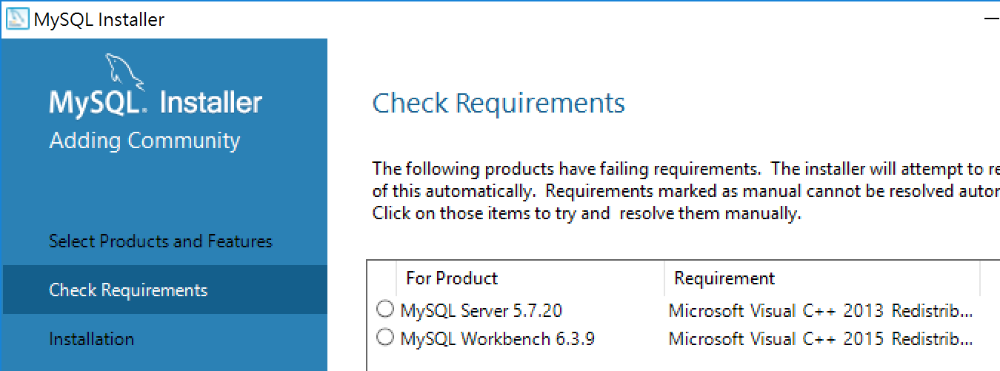 MySQL Installer
MySQL. Installer
Adding Community
Select Products and Features
Check Requirements
Installation
Check Requirements
The following products have failing requirements. The installer will attempt to re
of this automatically. Requirements marked as manual cannot be resolved autor
Click on those items to try and resolve them manually.
For Product Requirement
MySQL Server 5.7.20 Microsoft Visual C++ 2013 Redistrib...
MySQL Workbench 6.3.9 Microsoft Visual C++ 2015 Redistrib...